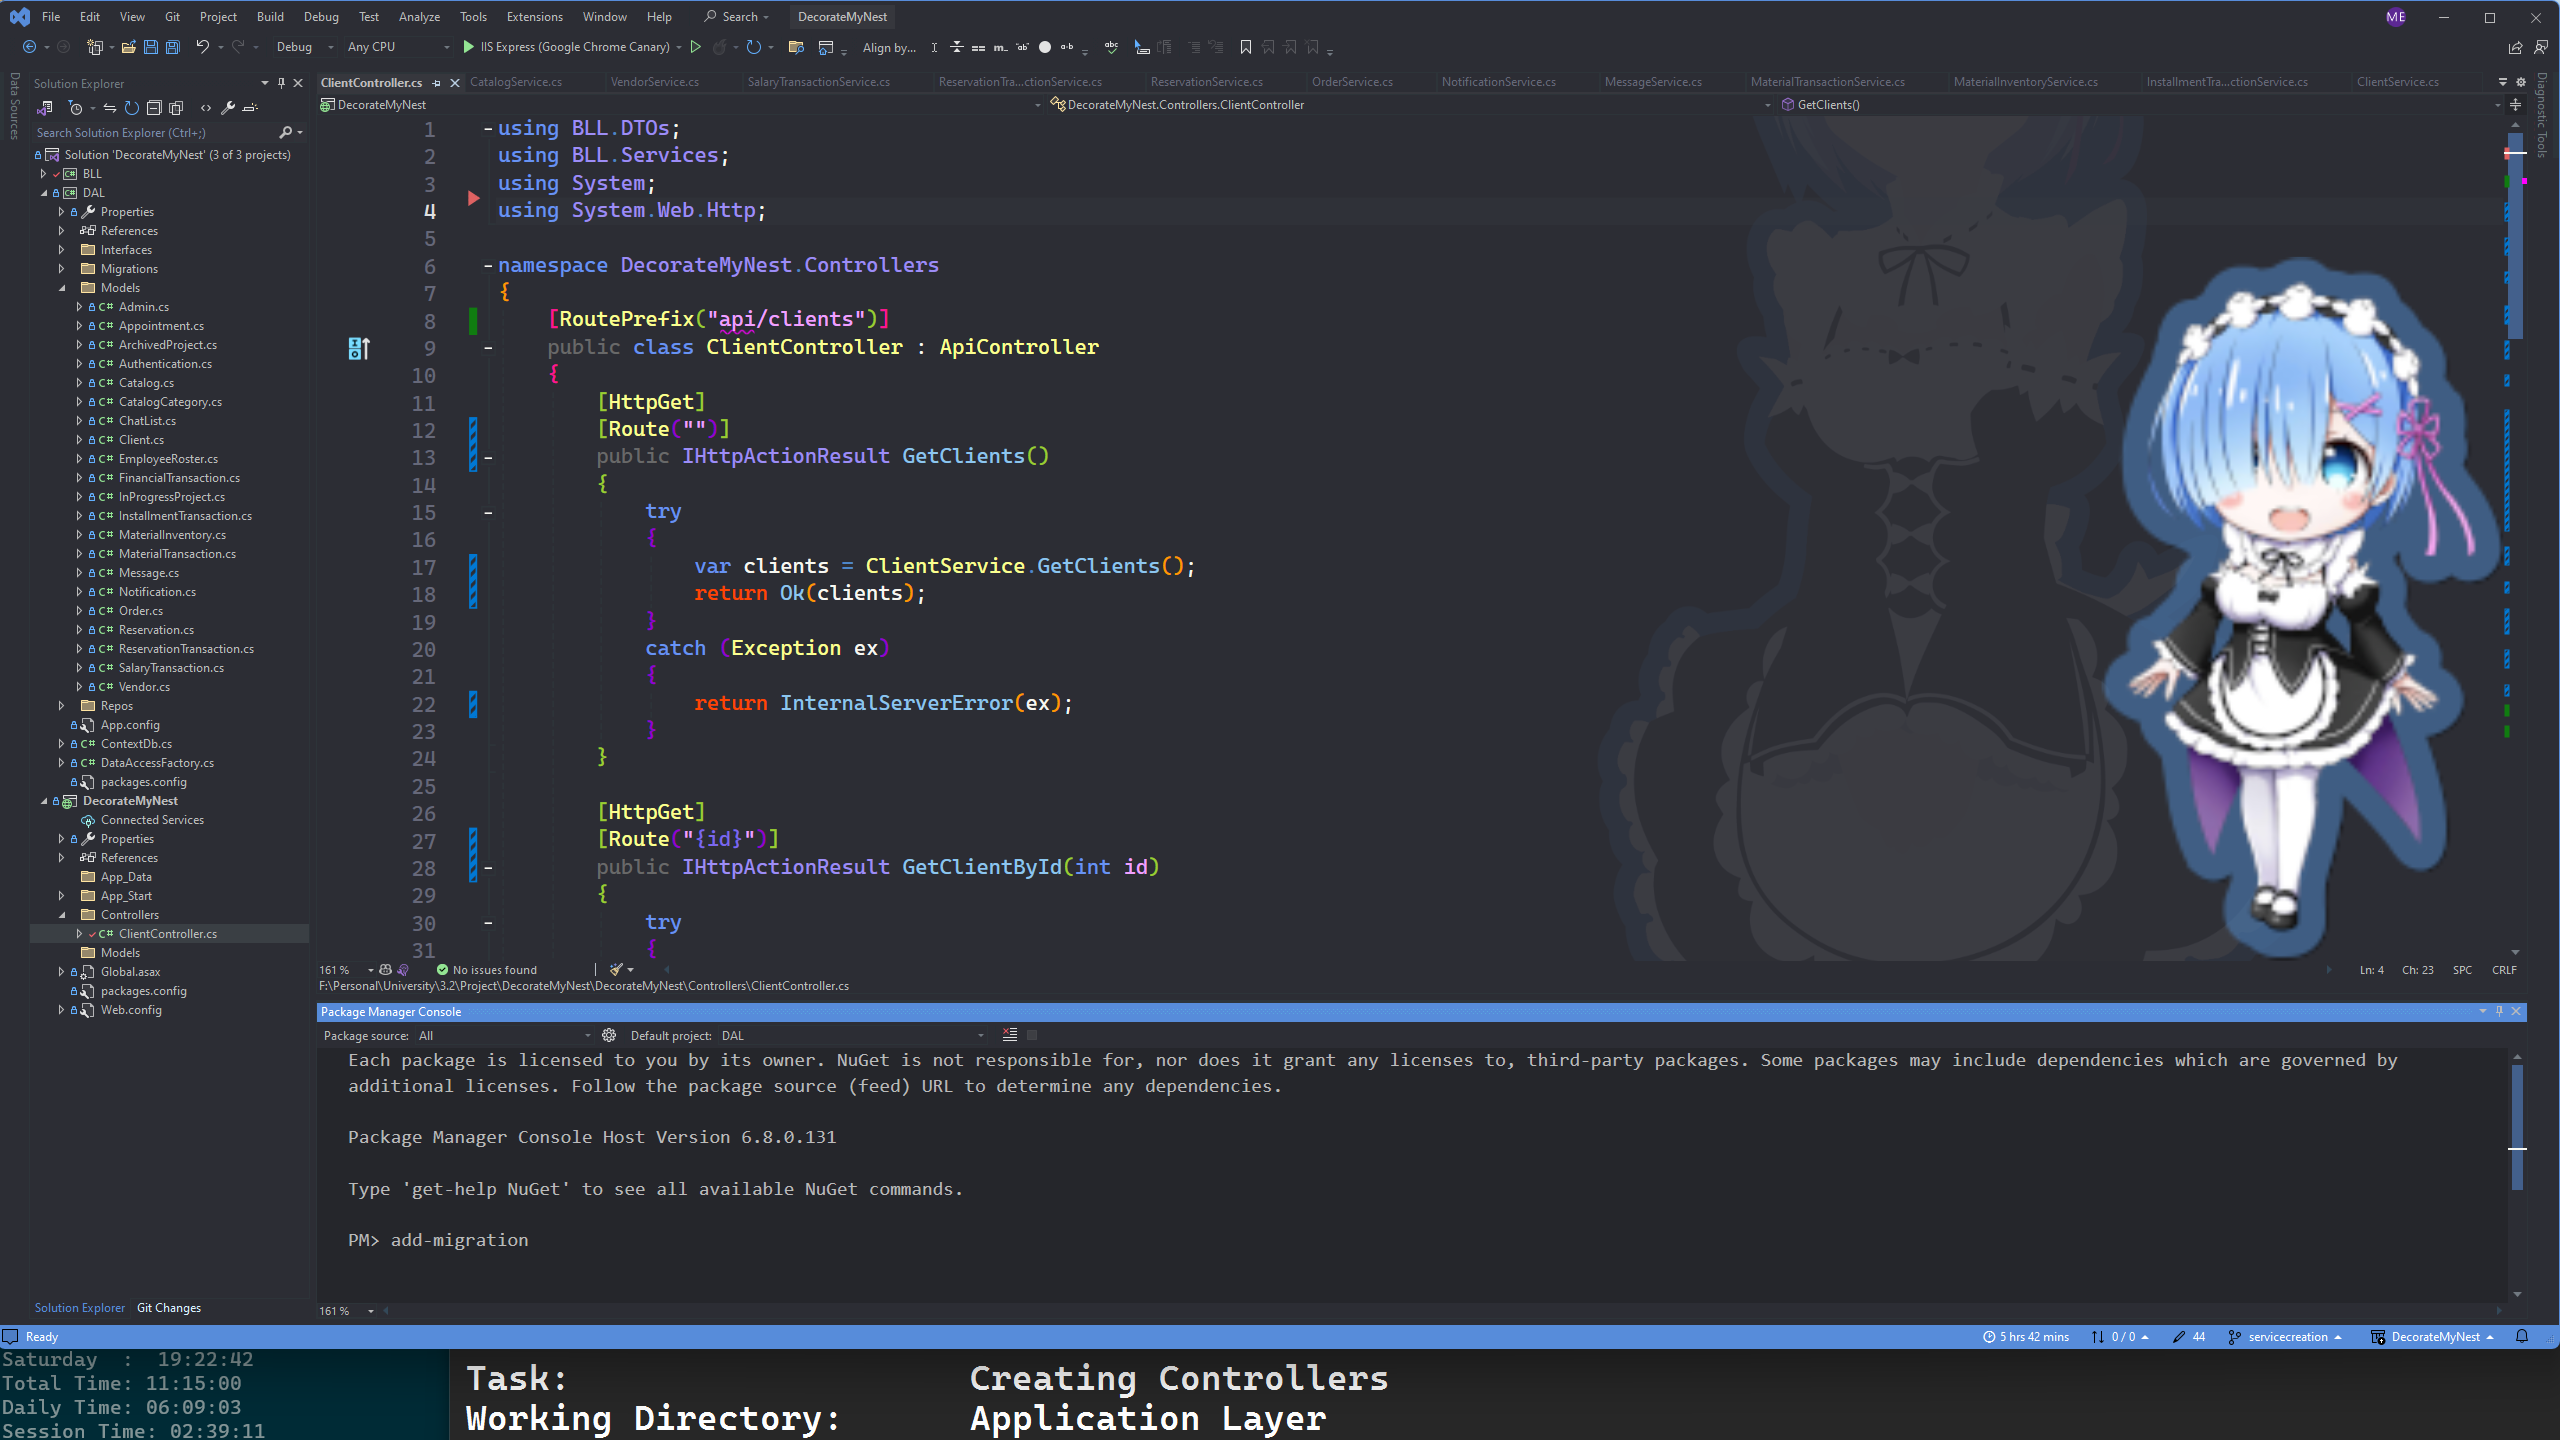 File Edit View Git Project Build Debug Test Analyze Tools Extensions Window Help Search DecorateMyNest ME
Debug Any CPU IIS Express (Google Chrome Canary) Align by...
Data Sources
Solution Explorer
Search Solution Explorer (Ctrl+;)
Solution 'DecorateMyNest' (3 of 3 projects)
BLL
DAL
Properties
References
Interfaces
Migrations
Models
Admin.cs
Appointment.cs
ArchivedProject.cs
Authentication.cs
Catalog.cs
CatalogCategory.cs
ChatList.cs
Client.cs
EmployeeRoster.cs
FinancialTransaction.cs
InProgressProject.cs
InstallmentTransaction.cs
MaterialInventory.cs
MaterialTransaction.cs
Message.cs
Notification.cs
Order.cs
Reservation.cs
ReservationTransaction.cs
SalaryTransaction.cs
Vendor.cs
Repos
App.config
ContextDb.cs
DataAccessFactory.cs
packages.config
DecorateMyNest
Connected Services
Properties
References
App_Data
App_Start
Controllers
ClientController.cs
Models
Global.asax
packages.config
Web.config
Solution Explorer Git Changes
ClientController.cs CatalogService.cs VendorService.cs SalaryTransactionService.cs ReservationTra...ctionService.cs ReservationService.cs OrderService.cs NotificationService.cs MessageService.cs MaterialTransactionService.cs MaterialInventoryService.cs InstallmentTra...ctionService.cs ClientService.cs
DecorateMyNest DecorateMyNest.Controllers.ClientController GetClients()
Diagnostic Tools
1 using BLL.DTOs;
2 using BLL.Services;
3 using System;
4 using System.Web.Http;
5
6 namespace DecorateMyNest.Controllers
7 {
8 [RoutePrefix("api/clients")]
9 public class ClientController : ApiController
10 {
11 [HttpGet]
12 [Route("")]
13 public IHttpActionResult GetClients()
14 {
15 try
16 {
17 var clients = ClientService.GetClients();
18 return Ok(clients);
19 }
20 catch (Exception ex)
21 {
22 return InternalServerError(ex);
23 }
24 }
25
26 [HttpGet]
27 [Route("{id}")]
28 public IHttpActionResult GetClientById(int id)
29 {
30 try
31 {
161 % No issues found Ln: 4 Ch: 23 SPC CRLF
F:\Personal\University\3.2\Project\DecorateMyNest\DecorateMyNest\Controllers\ClientController.cs
Package Manager Console
Package source: All Default project: DAL
Each package is licensed to you by its owner. NuGet is not responsible for, nor does it grant any licenses to, third-party packages. Some packages may include dependencies which are governed by
additional licenses. Follow the package source (feed) URL to determine any dependencies.
Package Manager Console Host Version 6.8.0.131
Type 'get-help NuGet' to see all available NuGet commands.
PM> add-migration
161 %
Ready 5 hrs 42 mins 0 / 0 44 servicecreation DecorateMyNest
Saturday : 19:22:42
Total Time: 11:15:00
Daily Time: 06:09:03
Session Time: 02:39:11
Task: Creating Controllers
Working Directory: Application Layer